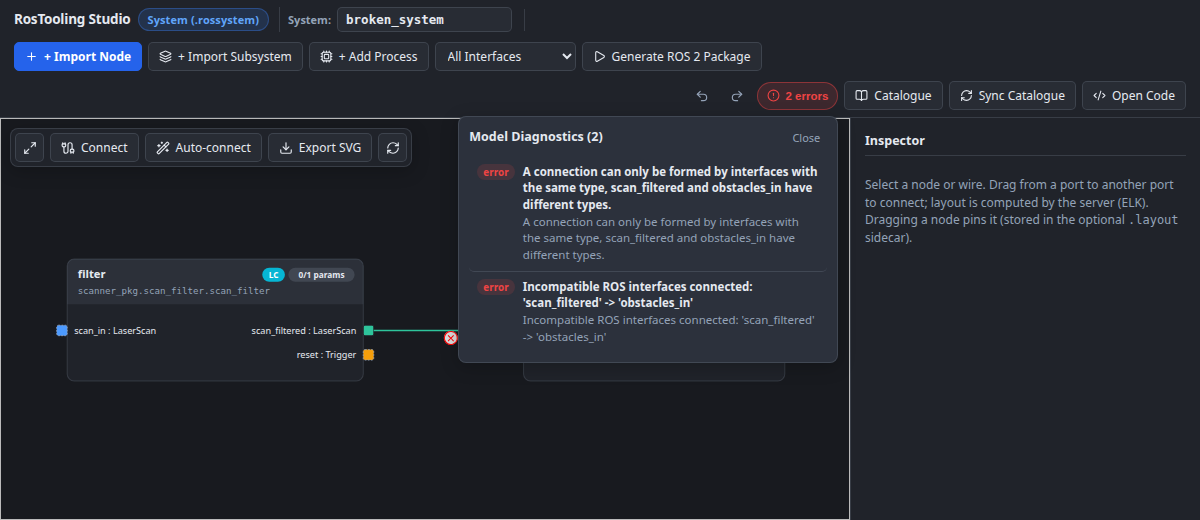 RosTooling Studio
System (.rossystem)
System:
broken_system
+ Import Node
+ Import Subsystem
+ Add Process
All Interfaces
Generate ROS 2 Package
2 errors
Catalogue
Sync Catalogue
Open Code
Connect
Auto-connect
Export SVG
Model Diagnostics (2)
Close
error
A connection can only be formed by interfaces with
the same type, scan_filtered and obstacles_in have
different types.
A connection can only be formed by interfaces with
the same type, scan_filtered and obstacles_in have
different types.
error
Incompatible ROS interfaces connected:
'scan_filtered' -> 'obstacles_in'
Incompatible ROS interfaces connected: 'scan_filtered'
-> 'obstacles_in'
Inspector
Select a node or wire. Drag from a port to another port
to connect; layout is computed by the server (ELK).
Dragging a node pins it (stored in the optional .layout
sidecar).
filter
LC
0/1 params
scanner_pkg.scan_filter.scan_filter
scan_in : LaserScan
scan_filtered : LaserScan
reset : Trigger